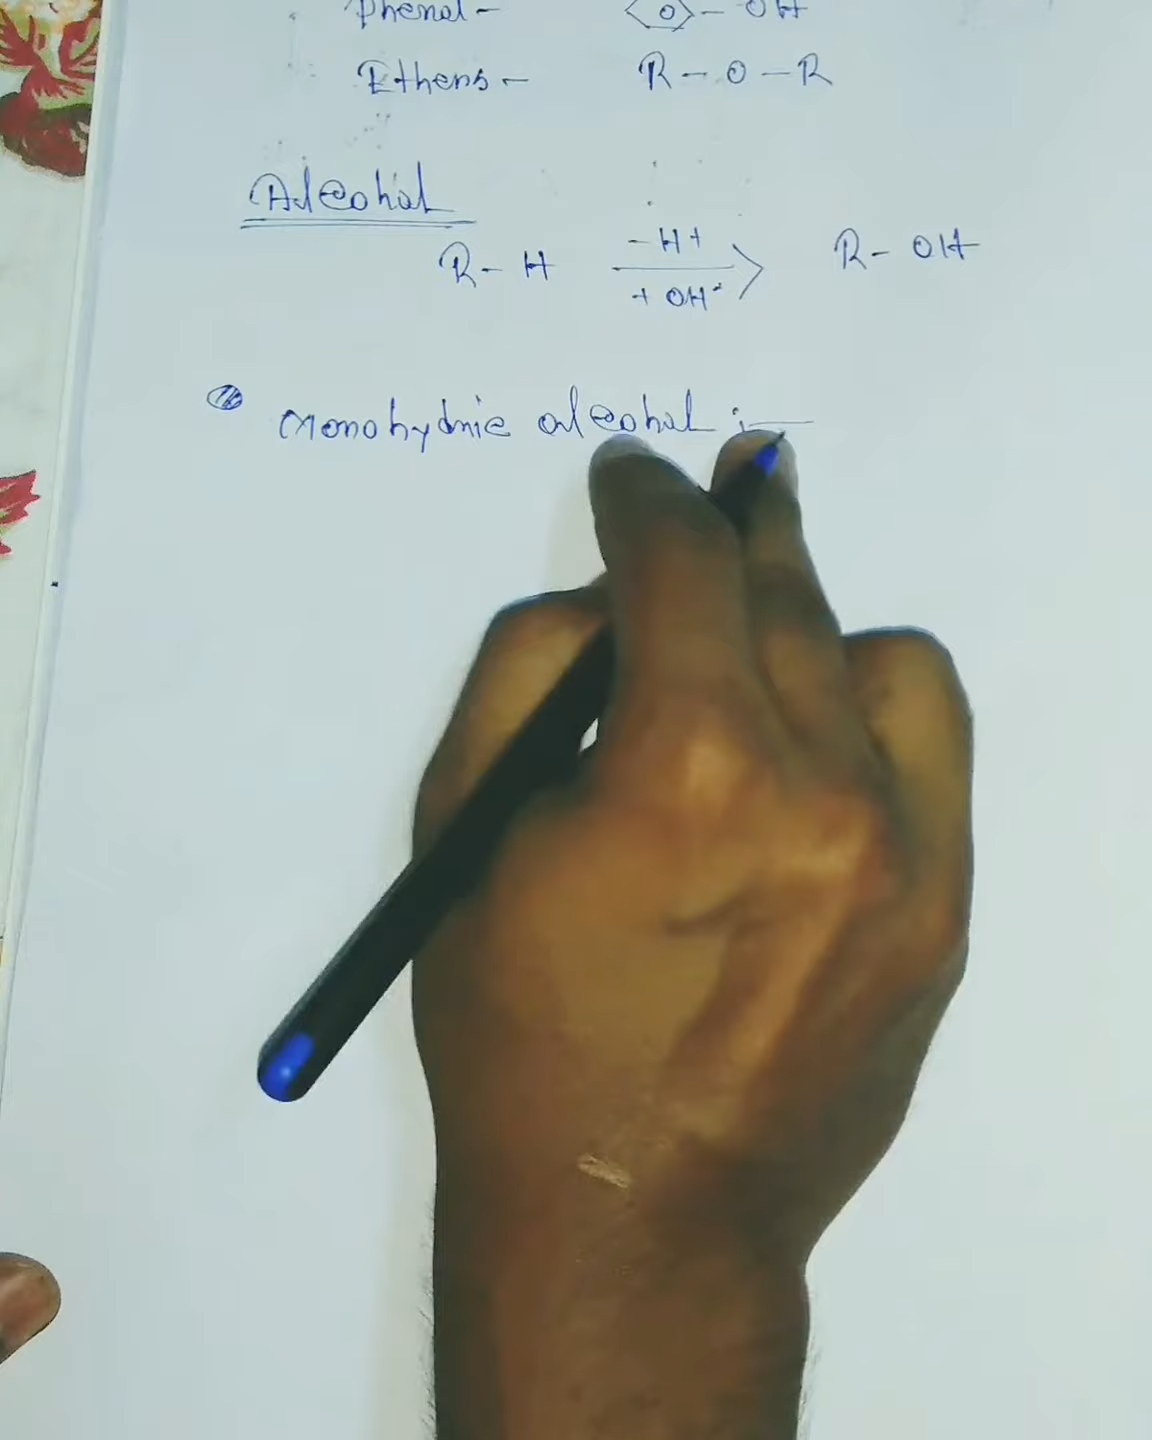 Phenol - ⌬ - OH
Ethers - R - O - R
Alcohol
R - H -H+ +OH- R - OH
Monohydric alcohol :-